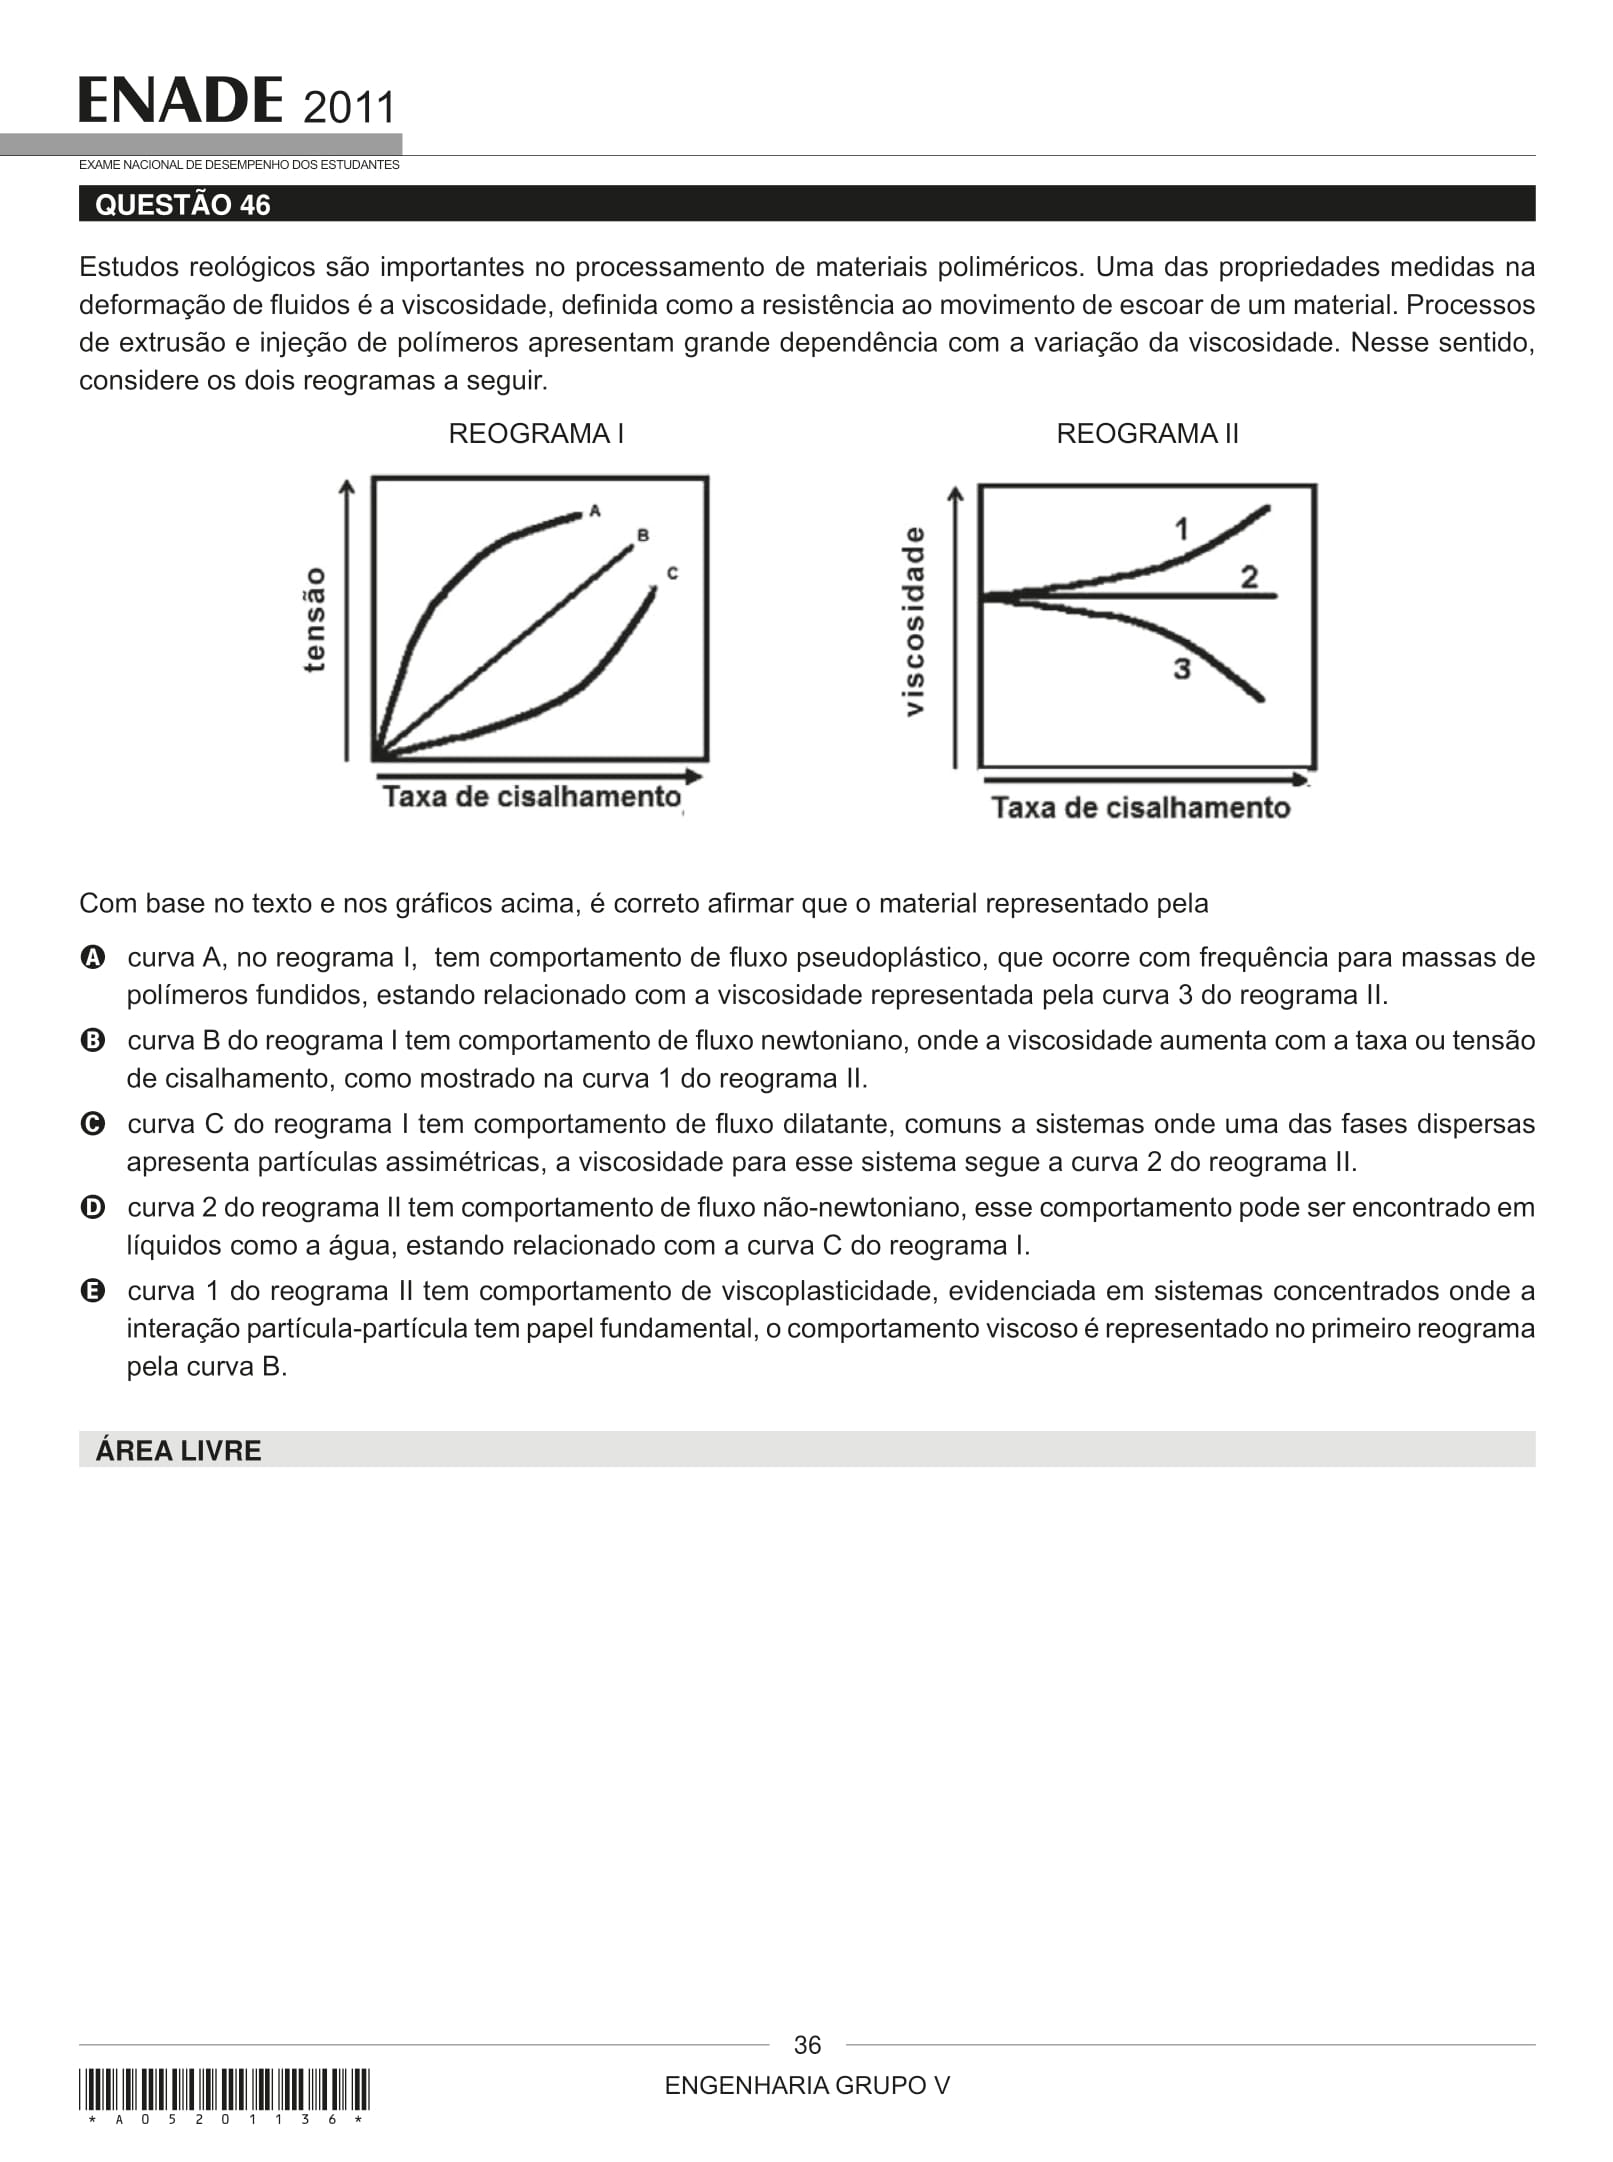 ENADE 2011
EXAME NACIONAL DE DESEMPENHO DOS ESTUDANTES
QUESTÃO 46
Estudos reológicos são importantes no processamento de materiais poliméricos. Uma das propriedades medidas na
deformação de fluidos é a viscosidade, definida como a resistência ao movimento de escoar de um material. Processos
de extrusão e injeção de polímeros apresentam grande dependência com a variação da viscosidade. Nesse sentido,
considere os dois reogramas a seguir.
REOGRAMA I
tensão
A
B
C
Taxa de cisalhamento
REOGRAMA II
viscosidade
1
2
3
Taxa de cisalhamento
Com base no texto e nos gráficos acima, é correto afirmar que o material representado pela
A curva A, no reograma I, tem comportamento de fluxo pseudoplástico, que ocorre com frequência para massas de
polímeros fundidos, estando relacionado com a viscosidade representada pela curva 3 do reograma II.
B curva B do reograma I tem comportamento de fluxo newtoniano, onde a viscosidade aumenta com a taxa ou tensão
de cisalhamento, como mostrado na curva 1 do reograma II.
C curva C do reograma I tem comportamento de fluxo dilatante, comuns a sistemas onde uma das fases dispersas
apresenta partículas assimétricas, a viscosidade para esse sistema segue a curva 2 do reograma II.
D curva 2 do reograma II tem comportamento de fluxo não-newtoniano, esse comportamento pode ser encontrado em
líquidos como a água, estando relacionado com a curva C do reograma I.
E curva 1 do reograma II tem comportamento de viscoplasticidade, evidenciada em sistemas concentrados onde a
interação partícula-partícula tem papel fundamental, o comportamento viscoso é representado no primeiro reograma
pela curva B.
ÁREA LIVRE
36
ENGENHARIA GRUPO V
* A 0 5 2 0 1 1 3 6 *